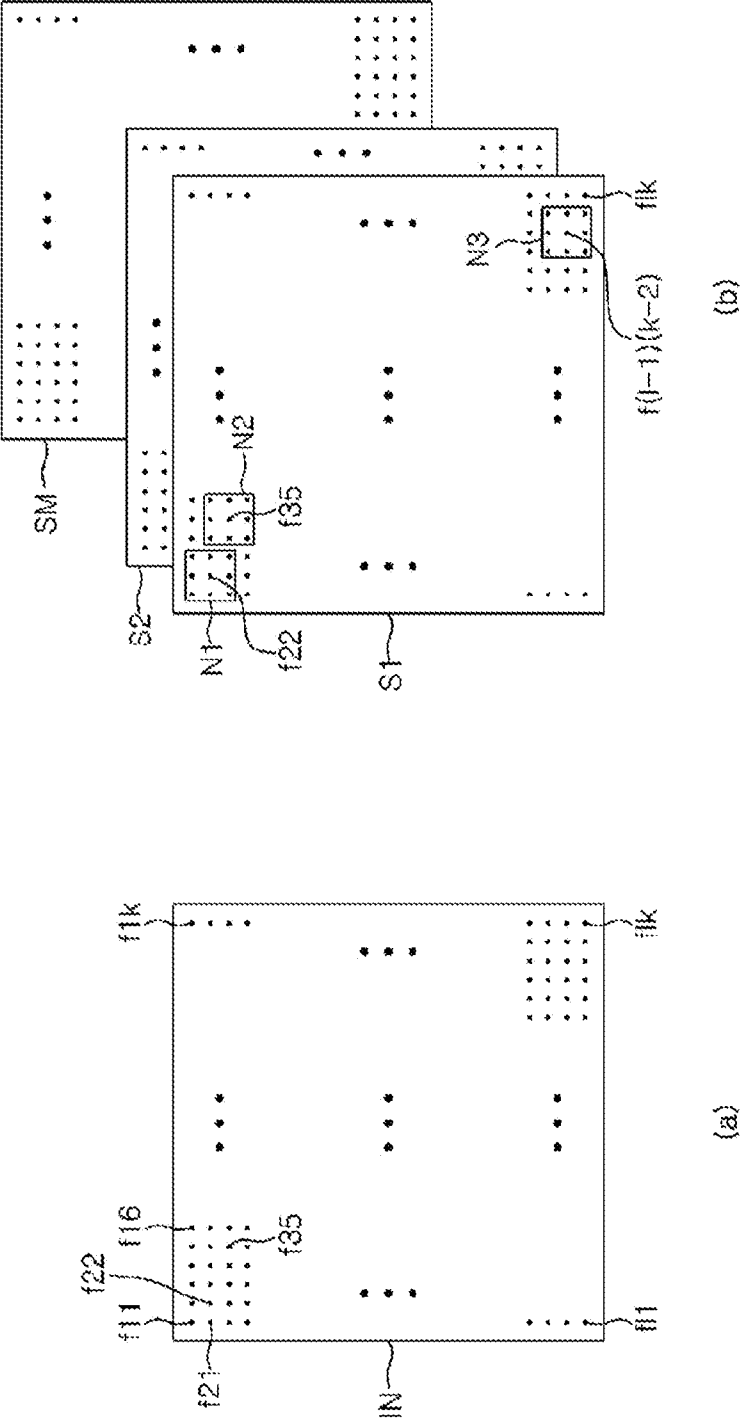 f11
f22
f16
f1k
f21
f35
IN
fl1
flk
(a)
SM
S2
N1
f22
N2
f35
S1
N3
flk
f(l-1)(k-2)
(b)